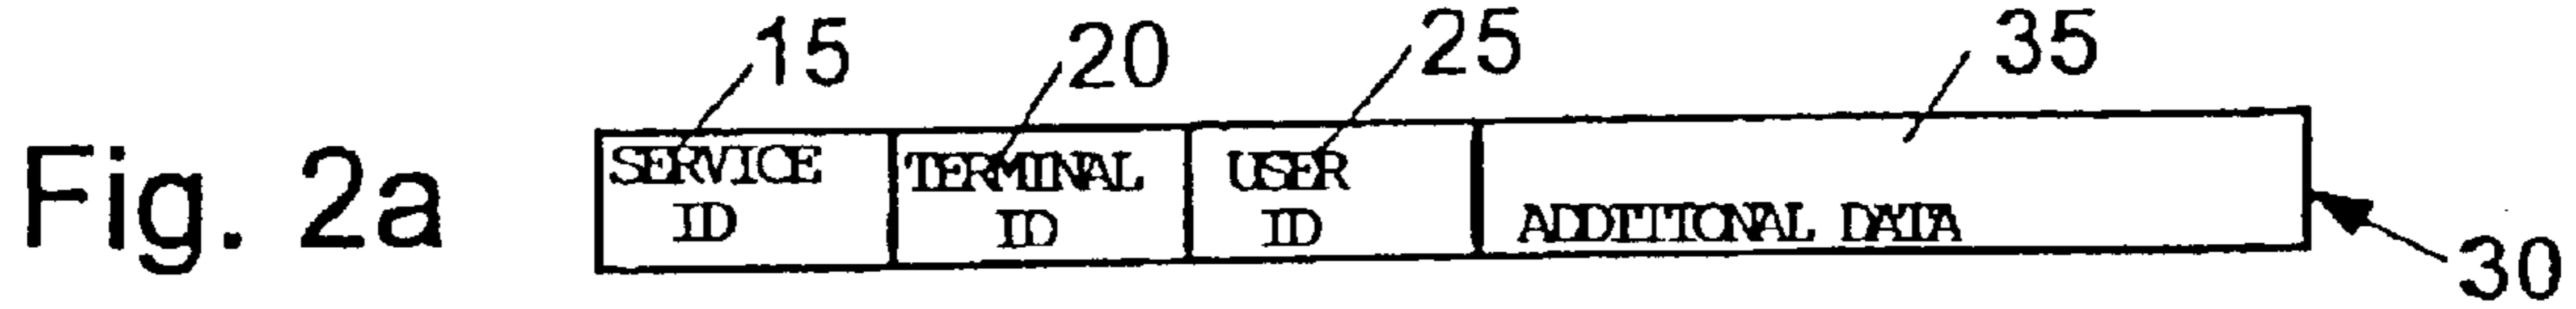 15 20 25 35
Fig. 2a
SERVICE ID
TERMINAL ID
USER ID
ADDITIONAL DATA
30